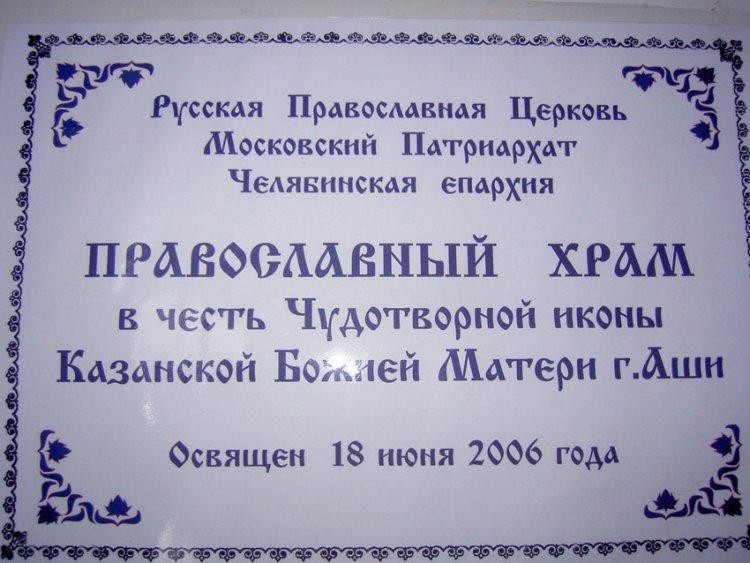 Русская Православная Церковь
Московский Патриархат
Челябинская епархия
ПРАВОСЛАВНЫЙ ХРАМ
в честь Чудотворной иконы
Казанской Божией Матери г.Аши
Освящен 18 июня 2006 года